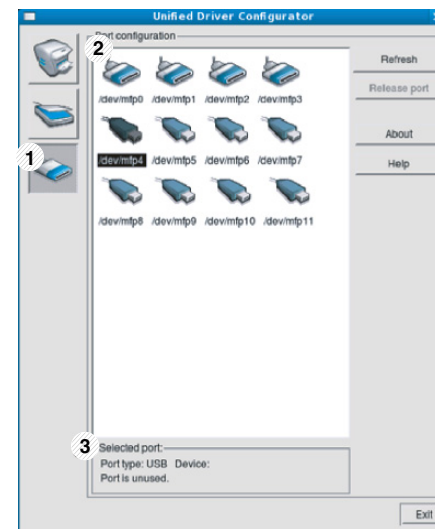 Unified Driver Configurator
Port configuration
2
Refresh
/dev/mfp0 /dev/mfp1 /dev/mfp2 /dev/mfp3
Release port
About
1
/dev/mfp4 /dev/mfp5 /dev/mfp6 /dev/mfp7
Help
/dev/mfp8 /dev/mfp9 /dev/mfp10 /dev/mfp11
3
Selected port:
Port type: USB Device:
Port is unused.
Exit